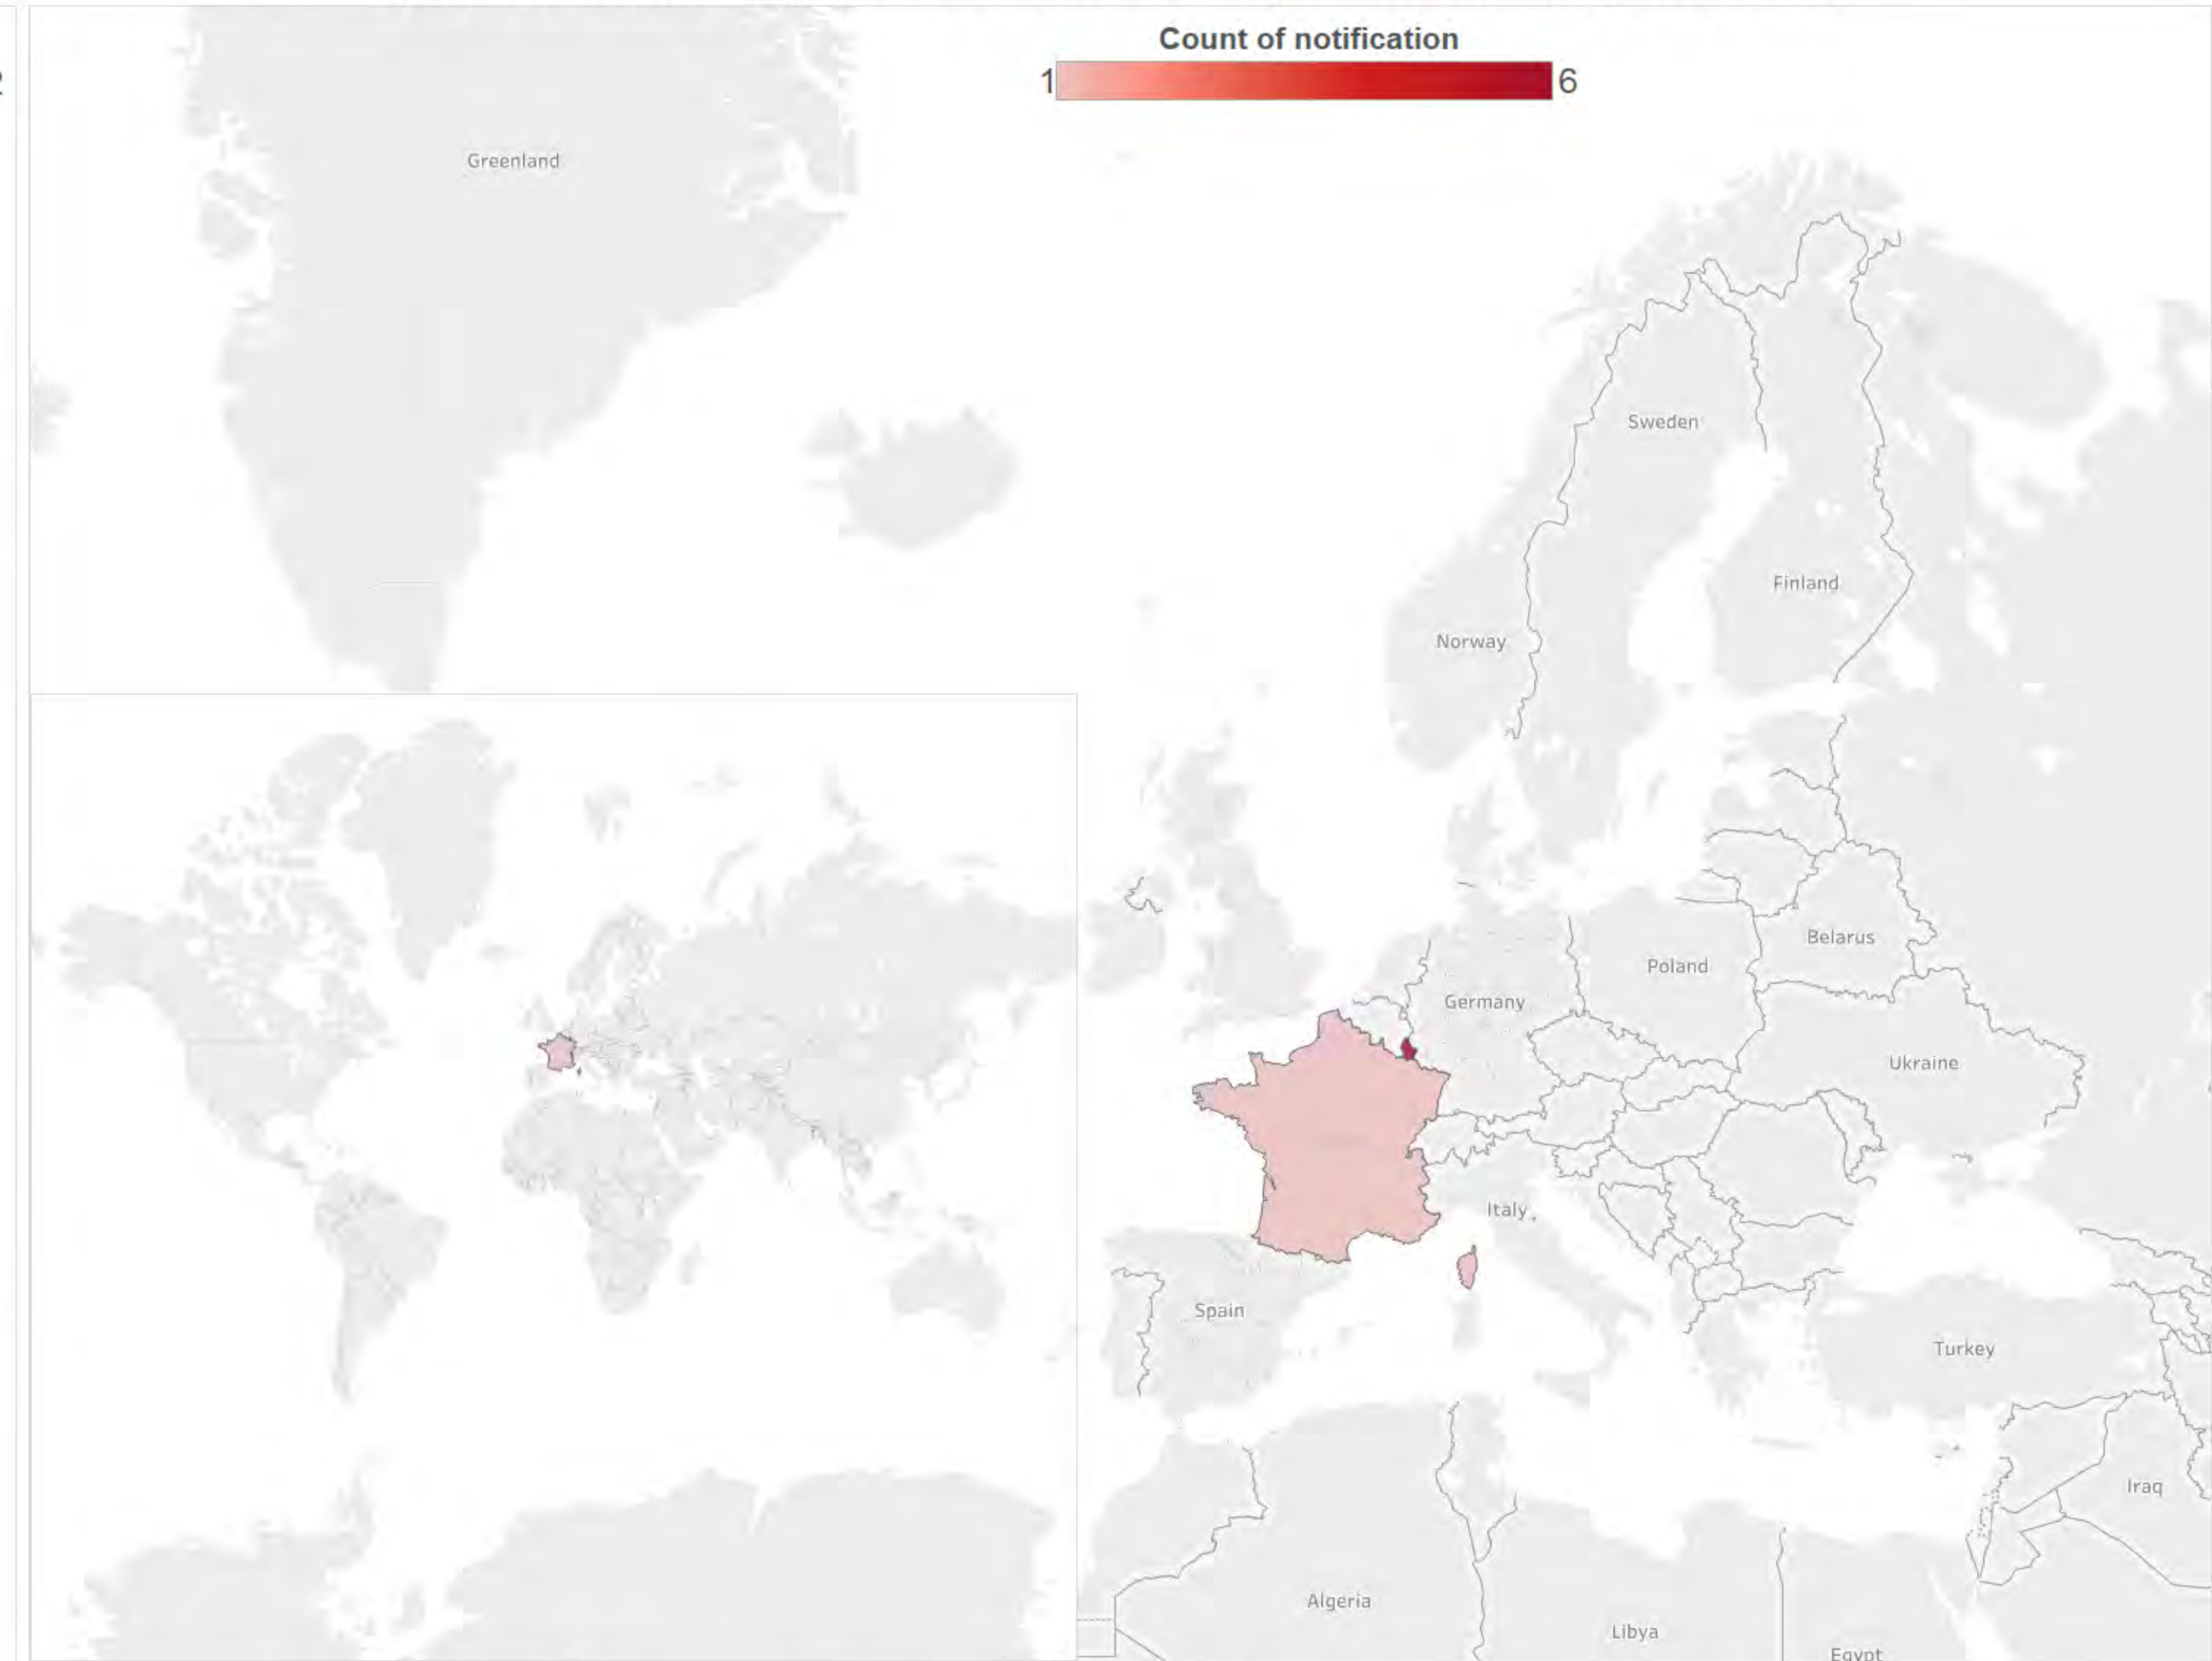 Count of notification
1 6
Greenland
Sweden
Finland
Norway
Belarus
Poland
Germany
Ukraine
Italy
Spain
Turkey
Iraq
Algeria
Libya
Egypt